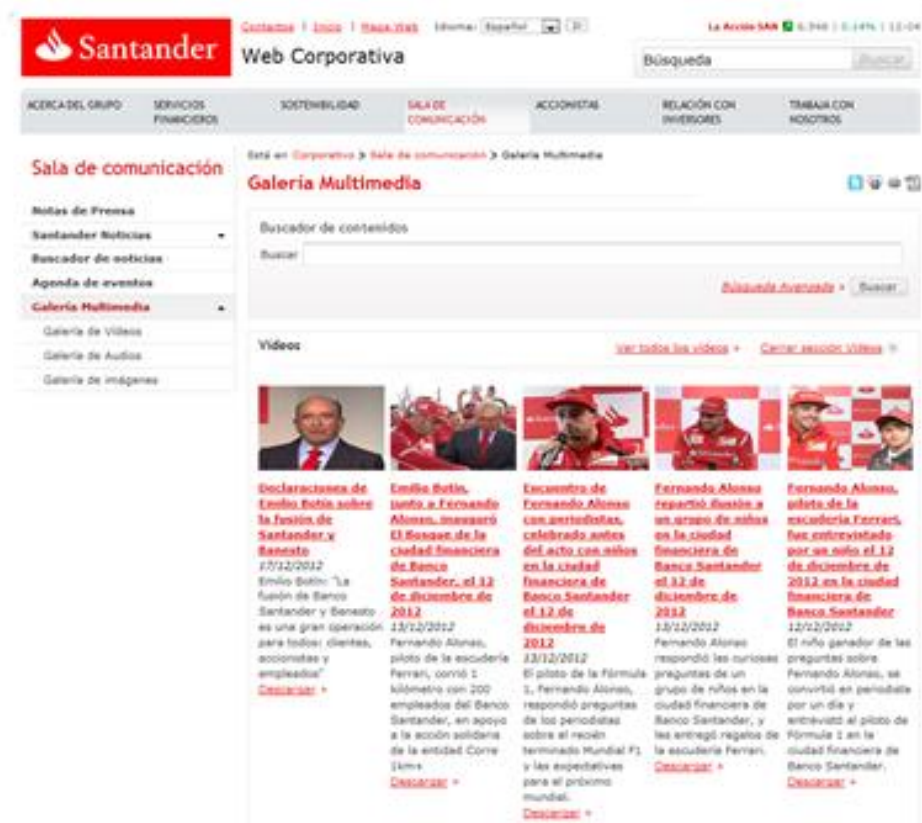 Santander
Contactos | Inicio | Mapa Web Idioma: Español
La Acción SAN
Web Corporativa
Búsqueda
Buscar
ACERCA DEL GRUPO
SERVICIOS FINANCIEROS
SOSTENIBILIDAD
SALA DE COMUNICACIÓN
ACCIONISTAS
RELACIÓN CON INVERSORES
TRABAJA CON NOSOTROS
Sala de comunicación
Notas de Prensa
Santander Noticias
Buscador de noticias
Agenda de eventos
Galería Multimedia
Galería de Vídeos
Galería de Audios
Galería de imágenes
Está en: Corporativo > Sala de comunicación > Galería Multimedia
Galería Multimedia
Buscador de contenidos
Buscar
Búsqueda Avanzada Buscar
Vídeos
Ver todos los vídeos
Cerrar sección Vídeos
Declaraciones de
Emilio Botín sobre
la fusión de
Santander y
Banesto
17/12/2012
Emilio Botín: "La
fusión de Banco
Santander y Banesto
es una gran operación
para todos: clientes,
accionistas y
empleados"
Descargar
Emilio Botín,
junto a Fernando
Alonso, inauguró
El Bosque de la
ciudad financiera
de Banco
Santander, el 12
de diciembre de
2012
13/12/2012
Fernando Alonso,
piloto de la escudería
Ferrari, corrió 1
kilómetro con 200
empleados del Banco
Santander, en apoyo
a la acción solidaria
de la entidad Corre
1km+
Descargar
Encuentro de
Fernando Alonso
con periodistas,
celebrado antes
del acto con niños
en la ciudad
financiera de
Banco Santander
el 12 de
diciembre de
2012
13/12/2012
El piloto de la Fórmula
1, Fernando Alonso,
respondió preguntas
de los periodistas
sobre el recién
terminado Mundial F1
y las expectativas
para el próximo
mundial.
Descargar
Fernando Alonso
repartió ilusión a
un grupo de niños
en la ciudad
financiera de
Banco Santander
el 12 de
diciembre de
2012
13/12/2012
Fernando Alonso
respondió las curiosas
preguntas de un
grupo de niños en la
ciudad financiera de
Banco Santander, y
les entregó regalos de
la escudería Ferrari.
Descargar
Fernando Alonso,
piloto de la
escudería Ferrari,
fue entrevistado
por un niño el 12
de diciembre de
2012 en la ciudad
financiera de
Banco Santander
12/12/2012
El niño ganador de las
preguntas sobre
Fernando Alonso, se
convirtió en periodista
por un día y
entrevistó al piloto de
Fórmula 1 en la
ciudad financiera de
Banco Santander.
Descargar